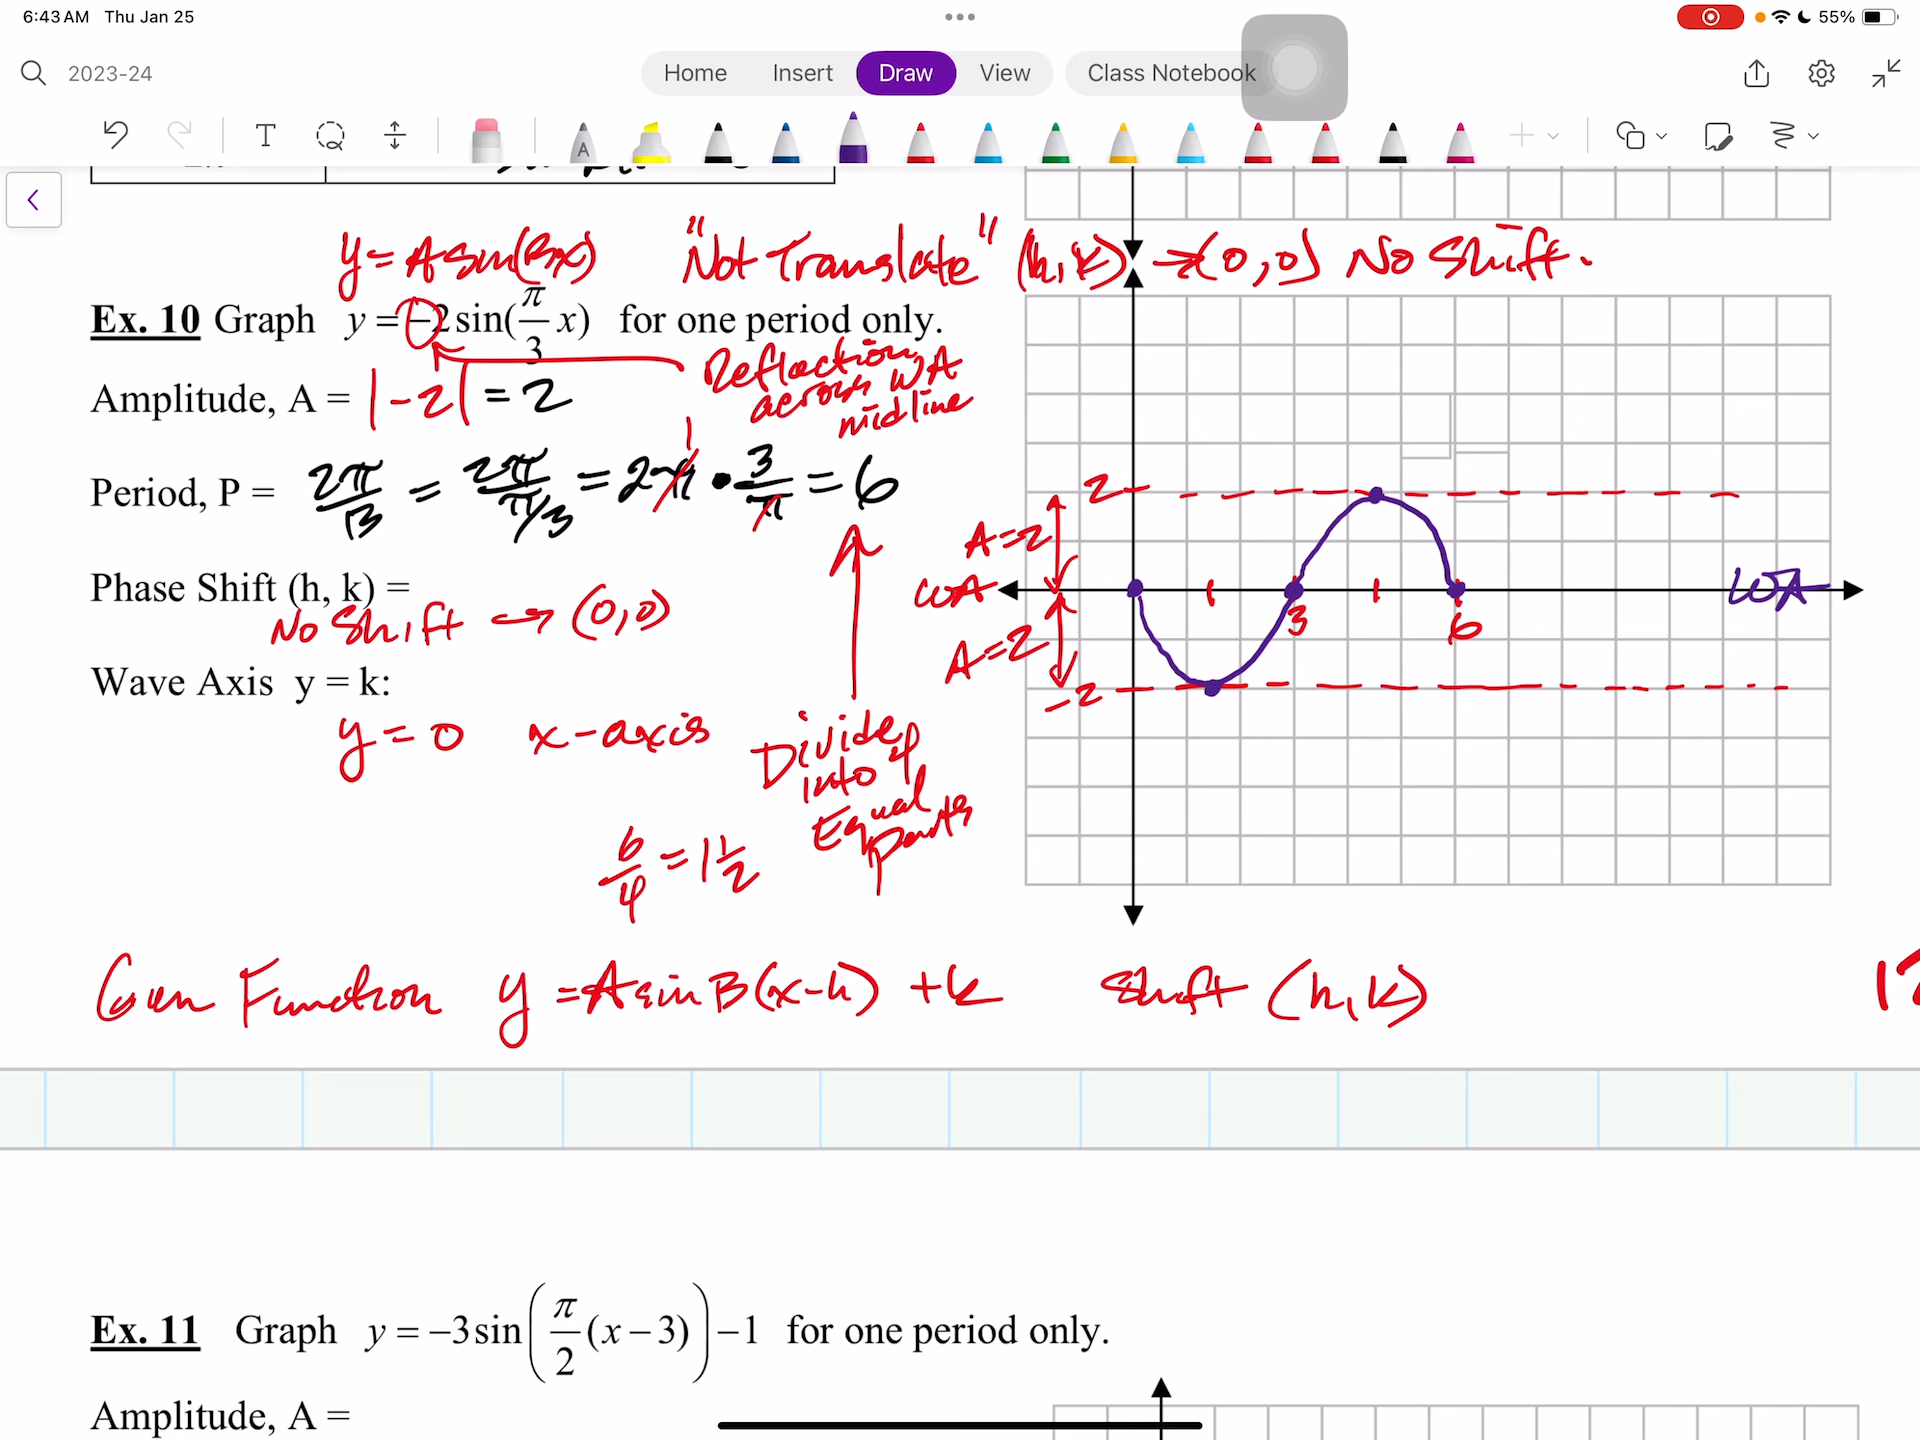 6:43 AM Thu Jan 25
55%
2023-24
Home Insert Draw View Class Notebook
T
A
y = A sin(Bx) "Not Translate" (h, k) → (0,0) No Shift.
Ex. 10 Graph y = -2 sin(π/3 x) for one period only.
Reflection
across WA
midline
Amplitude, A = |-2| = 2
Period, P = 2π/B = 2π/π/3 = 2π • 3/π = 6
1
Phase Shift (h, k) =
No Shift → (0,0)
Wave Axis y = k:
y = 0 x-axis
Divide
into 4
Equal
parts
6/4 = 1 1/2
2
A=2
WA
A=2
-2
3
6
WA
Gen Function y = A sin B(x-h) + k Shift (h, k)
Ex. 11 Graph y = −3 sin(π/2 (x − 3)) − 1 for one period only.
Amplitude, A =